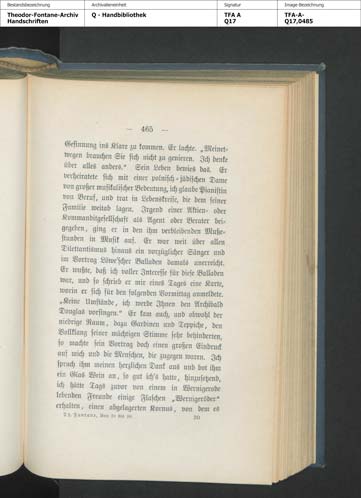 Bestandsbezeichnung
Archivalieneinheit
Signatur
Image-Bezeichnung
Theodor-Fontane-Archiv
Handschriften
Q - Handbibliothek
TFA A
Q17
TFA-A-
Q17,0485
— 465 —
Gesinnung ins Klare zu kommen. Er lachte. „Meinet-
wegen brauchen Sie sich nicht zu genieren. Ich denke
über alles anders.“ Sein Leben bewies das. Er
verheiratete sich mit einer polnisch-jüdischen Dame
von großer musikalischer Bedeutung, ich glaube Pianistin
von Beruf, und trat in Lebenskreise, die dem seiner
Familie weitab lagen. Irgend einer Aktien- oder
Kommanditgesellschaft als Agent oder Berater bei-
gegeben, ging er in den ihm verbleibenden Muße-
stunden in Musik auf. Er war weit über allen
Dilettantismus hinaus ein vorzüglicher Sänger und
im Vortrag Löwe'scher Balladen damals unerreicht.
Er wußte, daß ich voller Interesse für diese Balladen
war, und so schrieb er mir eines Tages eine Karte,
worin er sich für den folgenden Vormittag anmeldete.
„Keine Umstände, ich werde Ihnen den Archibald
Douglas vorsingen.“ Er kam auch, und obwohl der
niedrige Raum, dazu Gardinen und Teppiche, den
Vollklang seiner mächtigen Stimme sehr behinderten,
so machte sein Vortrag doch einen großen Eindruck
auf mich und die Menschen, die zugegen waren. Ich
sprach ihm meinen herzlichen Dank aus und bot ihm
ein Glas Wein an, so gut ich's hatte, hinzusetzend,
ich hätte Tags zuvor von einem in Wernigerode
lebenden Freunde einige Flaschen „Wernigeröder“
erhalten, einen abgelagerten Kornus, von dem es
Th. Fontane, Von 20 bis 30.
30